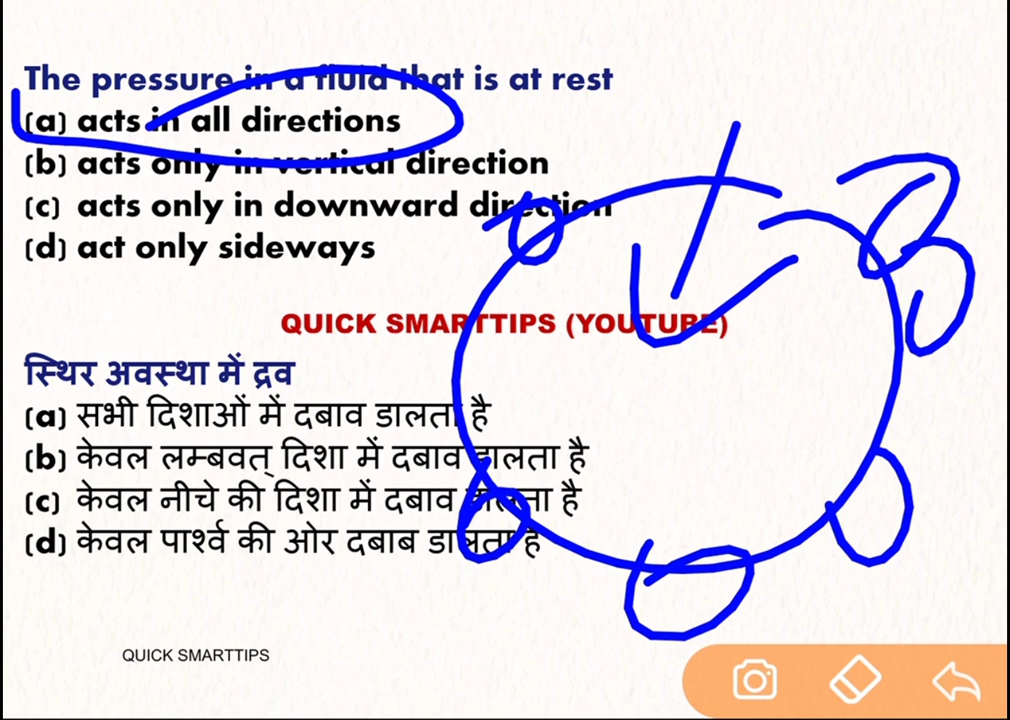 The pressure in a fluid that is at rest
(a) acts in all directions
(b) acts only in vertical direction
(c) acts only in downward direction
(d) act only sideways
QUICK SMARTTIPS (YOUTUBE)
स्थिर अवस्था में द्रव
(a) सभी दिशाओं में दबाव डालता है
(b) केवल लम्बवत् दिशा में दबाव डालता है
(c) केवल नीचे की दिशा में दबाव डालता है
(d) केवल पार्श्व की ओर दबाब डालता है
QUICK SMARTTIPS